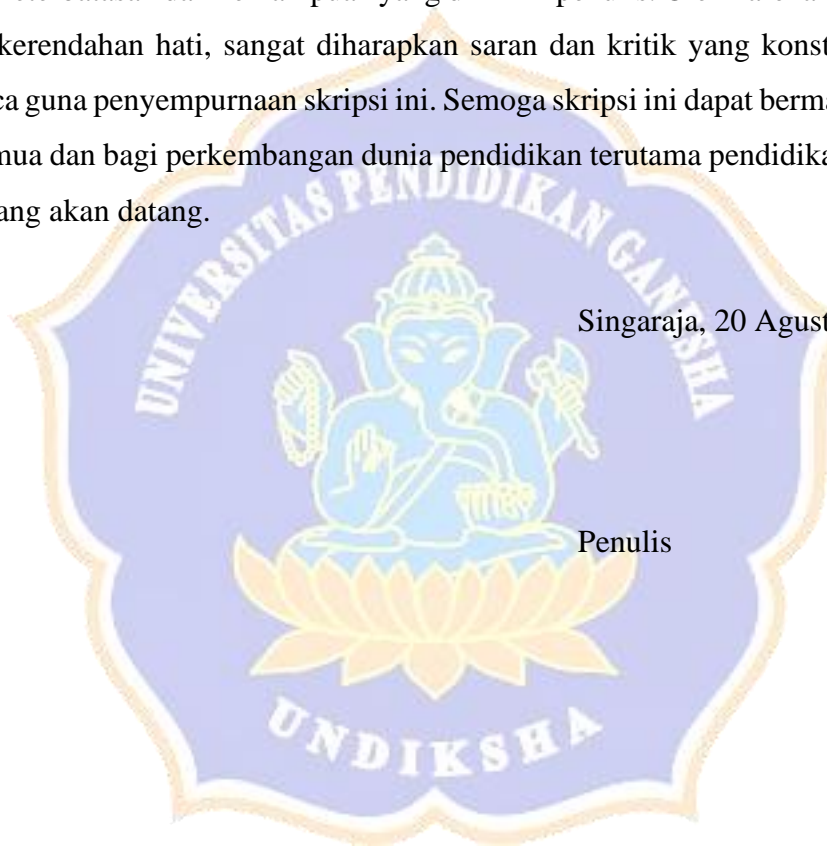 kerendahan hati, sangat diharapkan saran dan kritik yang konst
ca guna penyempurnaan skripsi ini. Semoga skripsi ini dapat berma
mua dan bagi perkembangan dunia pendidikan terutama pendidika
ang akan datang.
UNIVERSITAS PENDIDIKAN GANESHA
Singaraja, 20 Agust
Penulis
UNDIKSHA